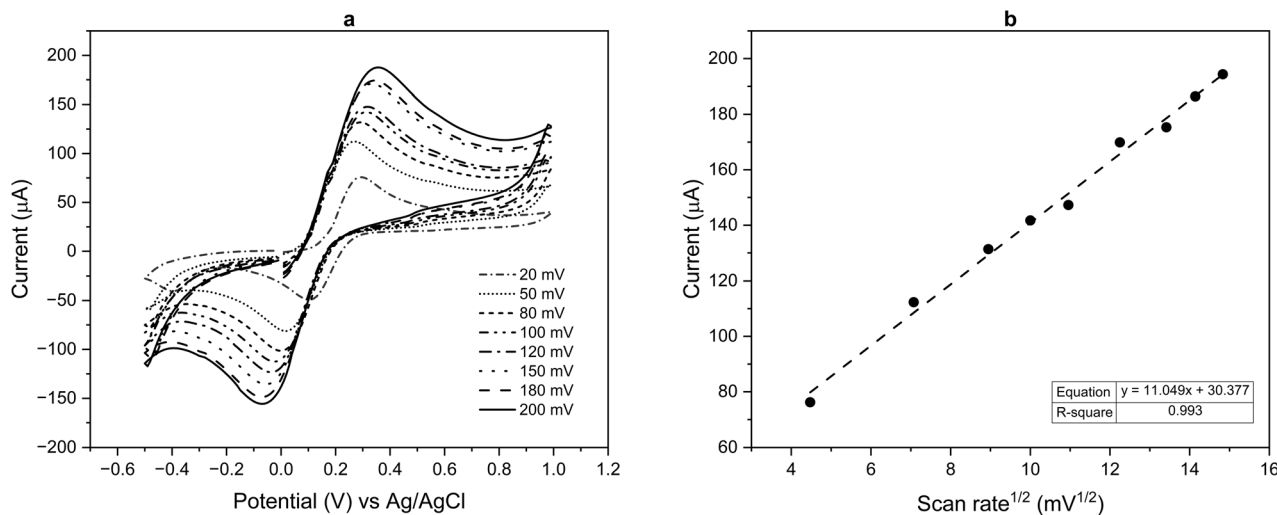 a
Current (μA)
200
150
100
50
0
−50
−100
−150
−200
−0.6
−0.4
−0.2
0.0
0.2
0.4
0.6
0.8
1.0
1.2
Potential (V) vs Ag/AgCl
20 mV
50 mV
80 mV
100 mV
120 mV
150 mV
180 mV
200 mV
b
Current (μA)
200
180
160
140
120
100
80
60
4
6
8
10
12
14
16
Scan rate^1/2 (mV^1/2)
Equation y = 11.049x + 30.377
R-square 0.993